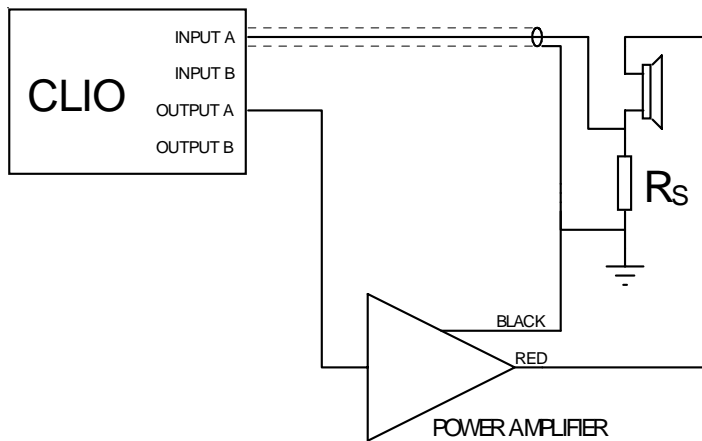 INPUT A
INPUT B
CLIO
OUTPUT A
OUTPUT B
RS
BLACK
RED
POWER AMPLIFIER